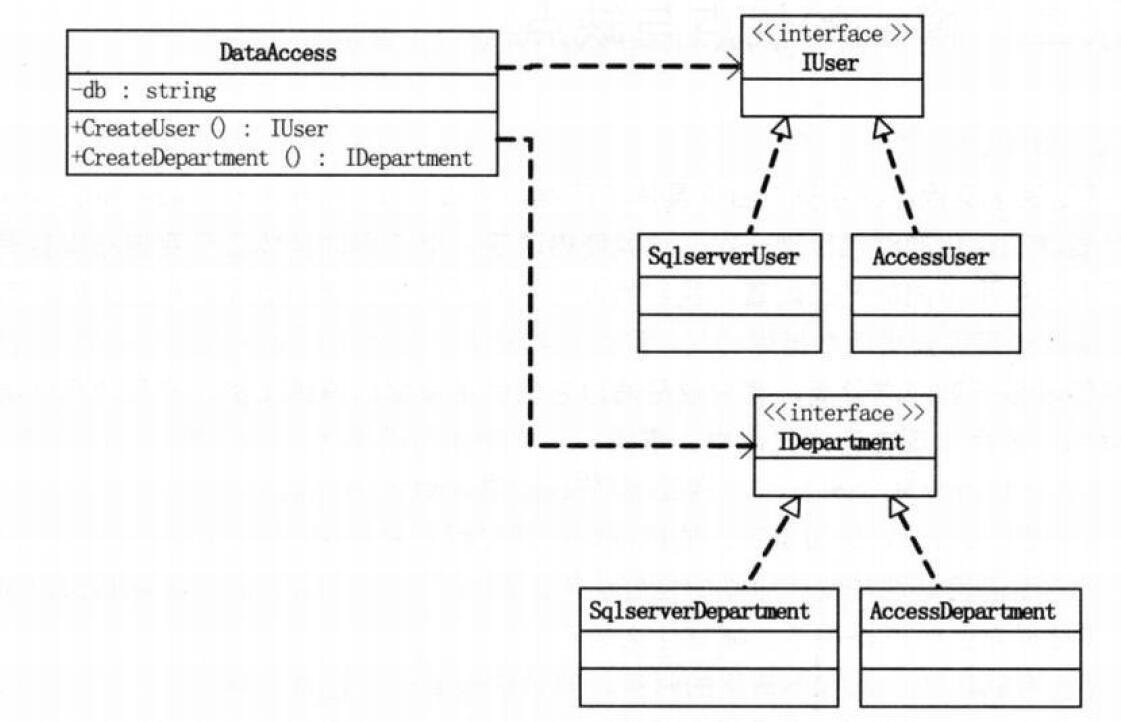 DataAccess
-db : string
+CreateUser () : IUser
+CreateDepartment () : IDepartment
<<interface >>
IUser
SqlserverUser
AccessUser
<<interface >>
IDepartment
SqlserverDepartment
AccessDepartment